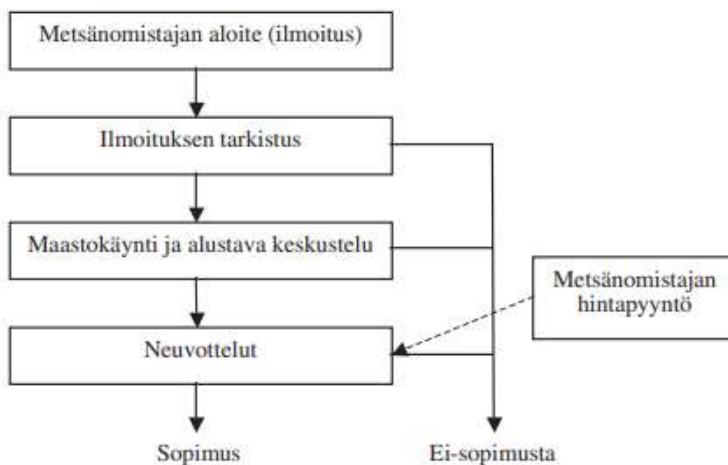 Metsänomistajan aloite (ilmoitus)
Ilmoituksen tarkistus
Maastokäynti ja alustava keskustelu
Metsänomistajan
hintapyyntö
Neuvottelut
Sopimus
Ei-sopimusta